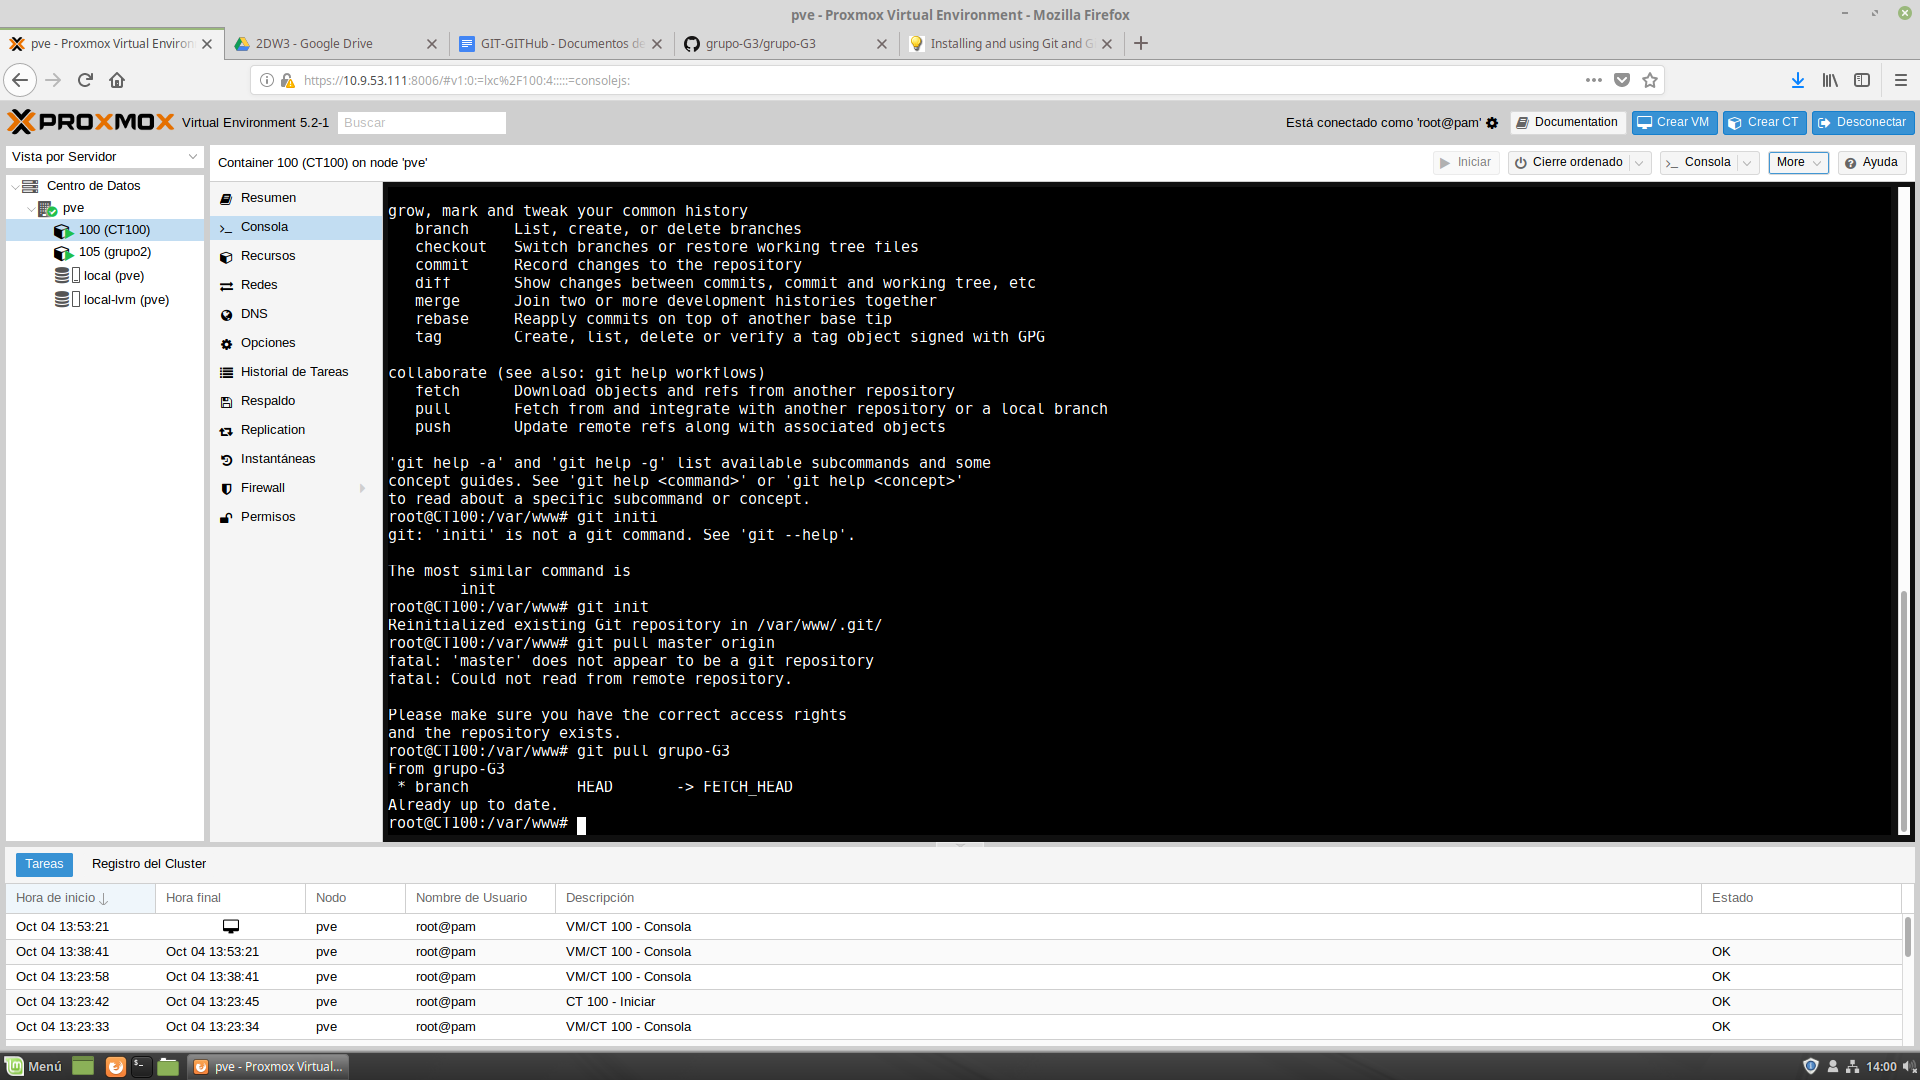 pve - Proxmox Virtual Environment - Mozilla Firefox
pve - Proxmox Virtual Environ
2DW3 - Google Drive
GIT-GITHub - Documentos de
grupo-G3/grupo-G3
Installing and using Git and G
https://10.9.53.111:8006/#v1:0:=lxc%2F100:4:::::=consolejs:
PROXMOX Virtual Environment 5.2-1
Buscar
Está conectado como 'root@pam'
Documentation
Crear VM
Crear CT
Desconectar
Vista por Servidor
Container 100 (CT100) on node 'pve'
Iniciar
Cierre ordenado
Consola
More
Ayuda
Centro de Datos
pve
100 (CT100)
105 (grupo2)
local (pve)
local-lvm (pve)
Resumen
Consola
Recursos
Redes
DNS
Opciones
Historial de Tareas
Respaldo
Replication
Instantáneas
Firewall
Permisos
grow, mark and tweak your common history
branch     List, create, or delete branches
checkout   Switch branches or restore working tree files
commit     Record changes to the repository
diff       Show changes between commits, commit and working tree, etc
merge      Join two or more development histories together
rebase     Reapply commits on top of another base tip
tag        Create, list, delete or verify a tag object signed with GPG
collaborate (see also: git help workflows)
fetch      Download objects and refs from another repository
pull       Fetch from and integrate with another repository or a local branch
push       Update remote refs along with associated objects
'git help -a' and 'git help -g' list available subcommands and some
concept guides. See 'git help <command>' or 'git help <concept>'
to read about a specific subcommand or concept.
root@CT100:/var/www# git initi
git: 'initi' is not a git command. See 'git --help'.
The most similar command is
init
root@CT100:/var/www# git init
Reinitialized existing Git repository in /var/www/.git/
root@CT100:/var/www# git pull master origin
fatal: 'master' does not appear to be a git repository
fatal: Could not read from remote repository.
Please make sure you have the correct access rights
and the repository exists.
root@CT100:/var/www# git pull grupo-G3
From grupo-G3
* branch            HEAD       -> FETCH_HEAD
Already up to date.
root@CT100:/var/www#
Tareas
Registro del Cluster
Hora de inicio
Hora final
Nodo
Nombre de Usuario
Descripción
Estado
Oct 04 13:53:21 pve root@pam VM/CT 100 - Consola
Oct 04 13:38:41 Oct 04 13:53:21 pve root@pam VM/CT 100 - Consola OK
Oct 04 13:23:58 Oct 04 13:38:41 pve root@pam VM/CT 100 - Consola OK
Oct 04 13:23:42 Oct 04 13:23:45 pve root@pam CT 100 - Iniciar OK
Oct 04 13:23:33 Oct 04 13:23:34 pve root@pam VM/CT 100 - Consola OK
Menú
pve - Proxmox Virtual...
14:00